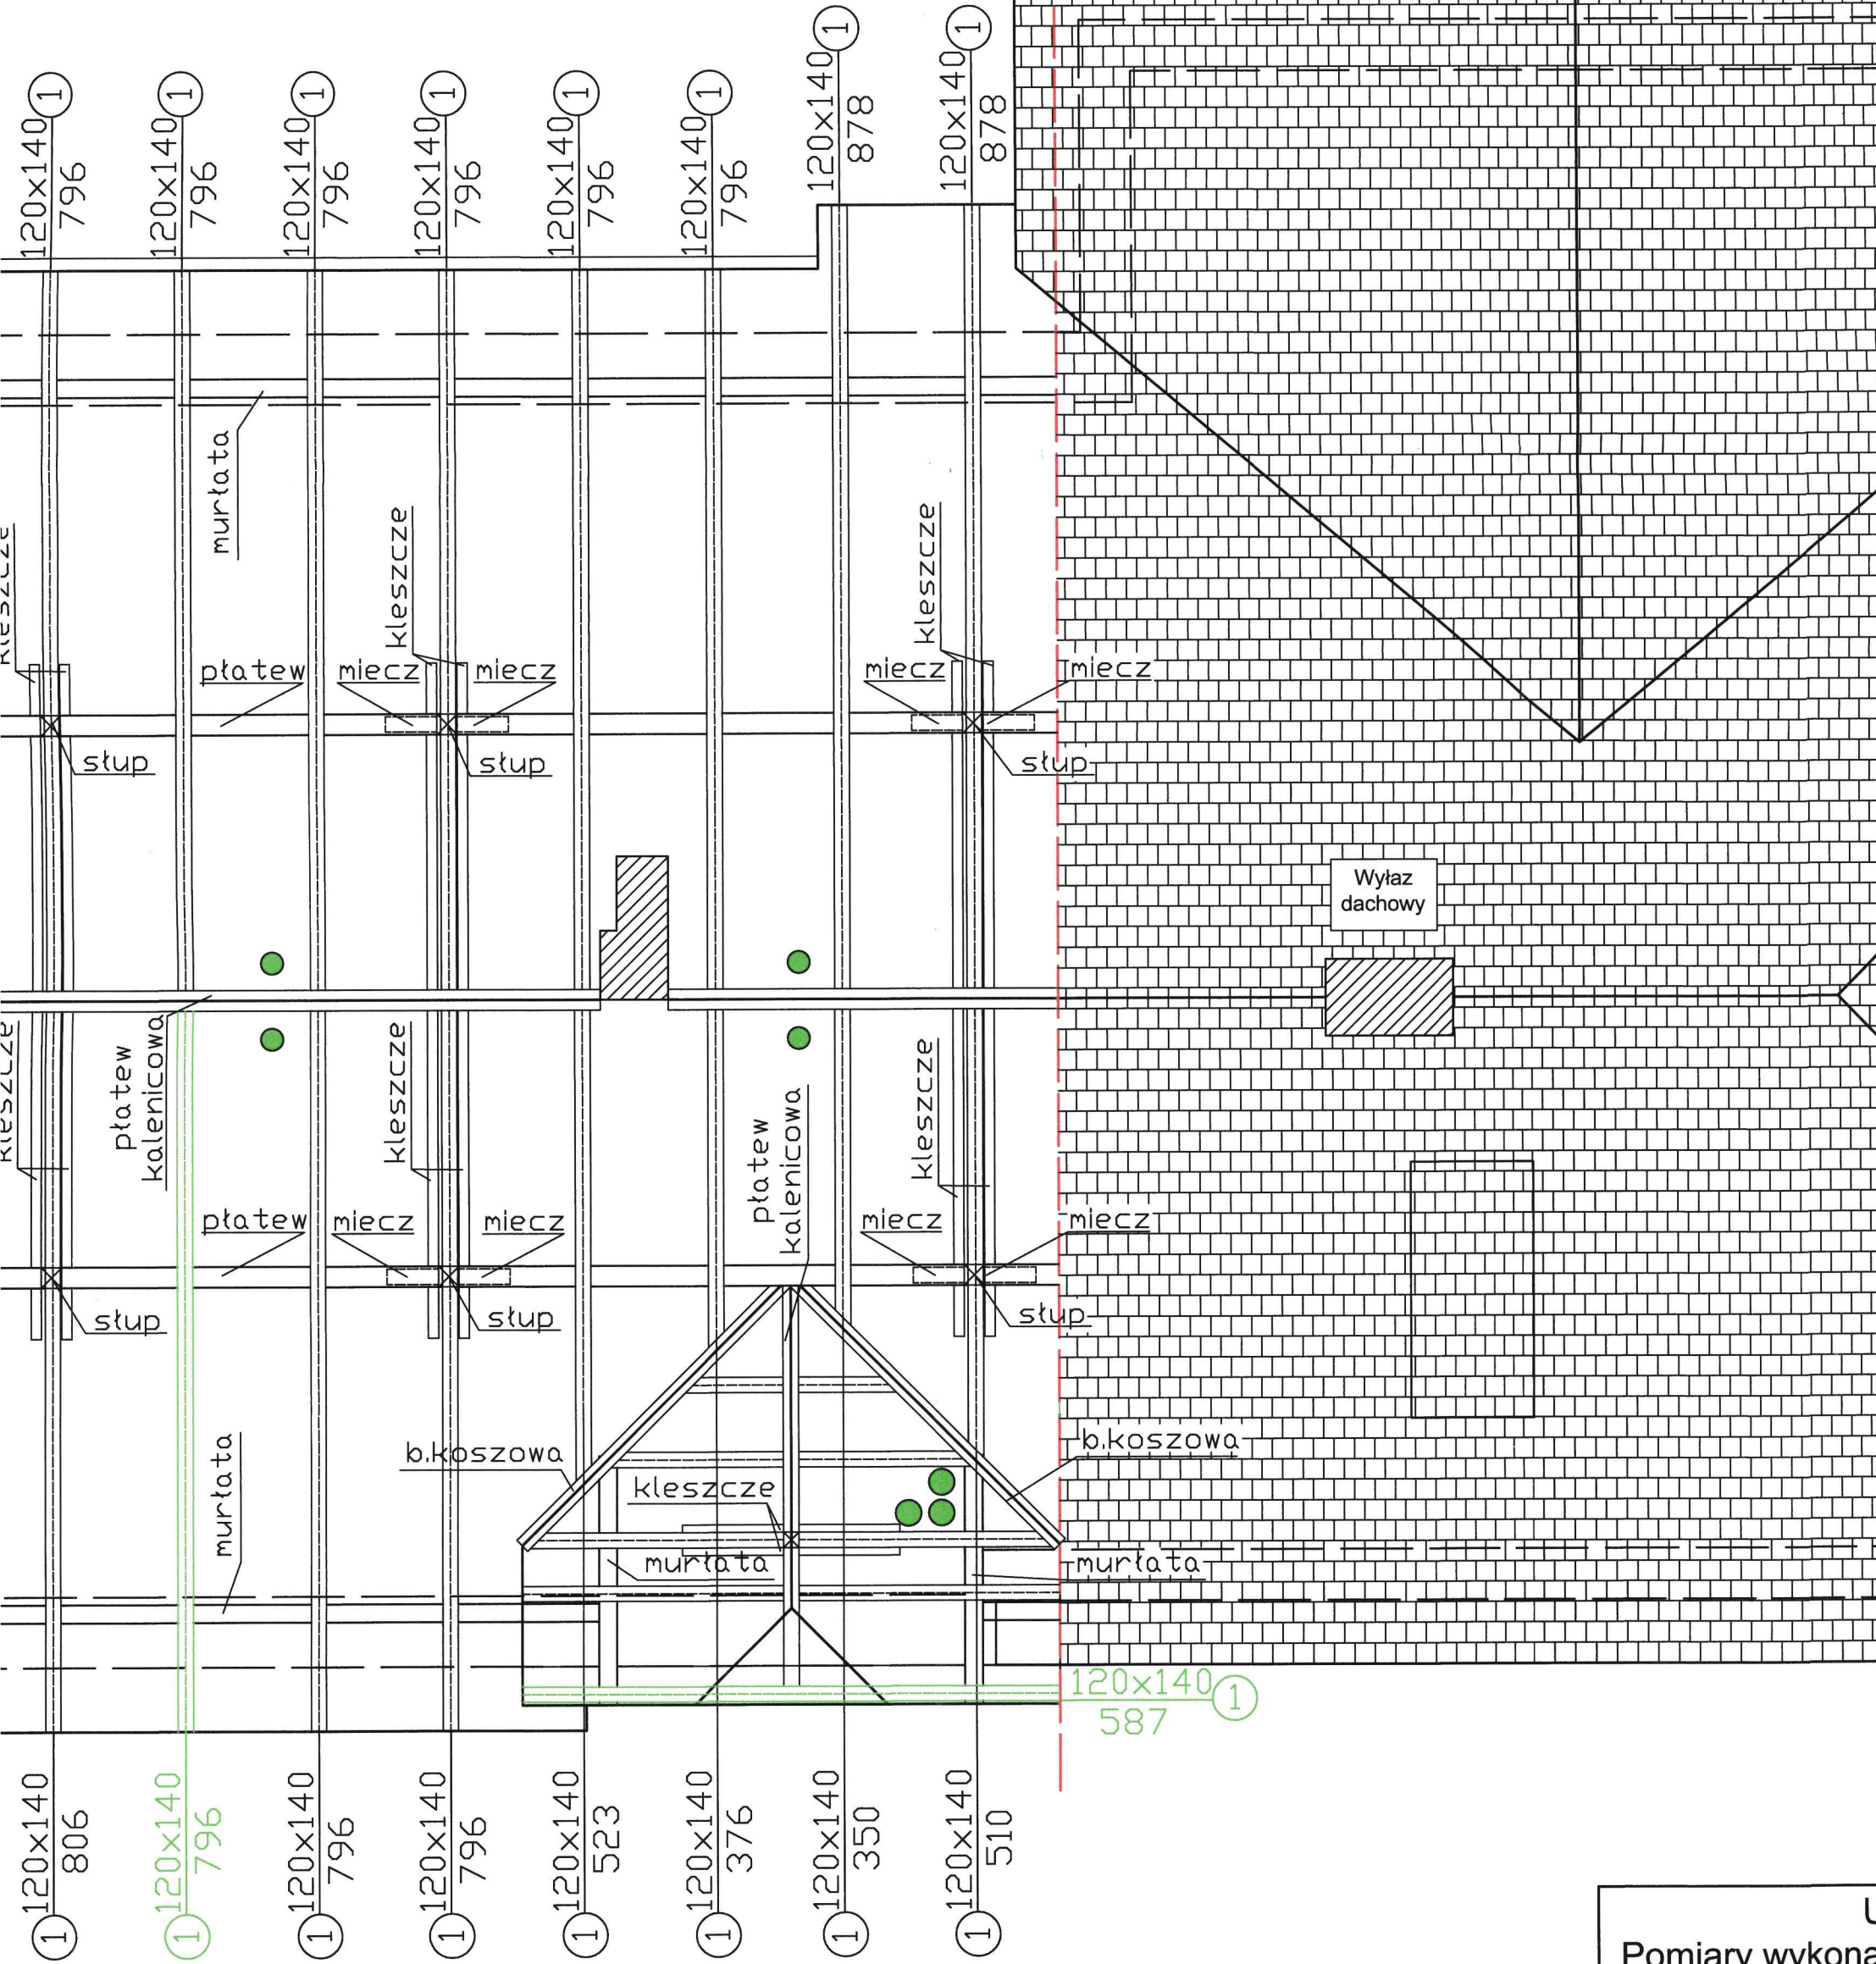 120x140
796
1
120x140
796
1
120x140
796
1
120x140
796
1
120x140
796
1
120x140
796
1
120x140
878
1
120x140
878
1
murłata
kleszcze
kleszcze
kleszcze
płatew
miecz
miecz
miecz
miecz
słup
słup
słup
Wyłaz
dachowy
kleszcze
płatew
kalenicowa
kleszcze
płatew
kalenicowa
kleszcze
płatew
miecz
miecz
miecz
miecz
słup
słup
słup
murłata
b.koszowa
b.koszowa
kleszcze
murłata
murłata
120x140
587
1
120x140
806
1
120x140
796
1
120x140
796
1
120x140
796
1
120x140
523
1
120x140
376
1
120x140
350
1
120x140
510
1
Pomiary